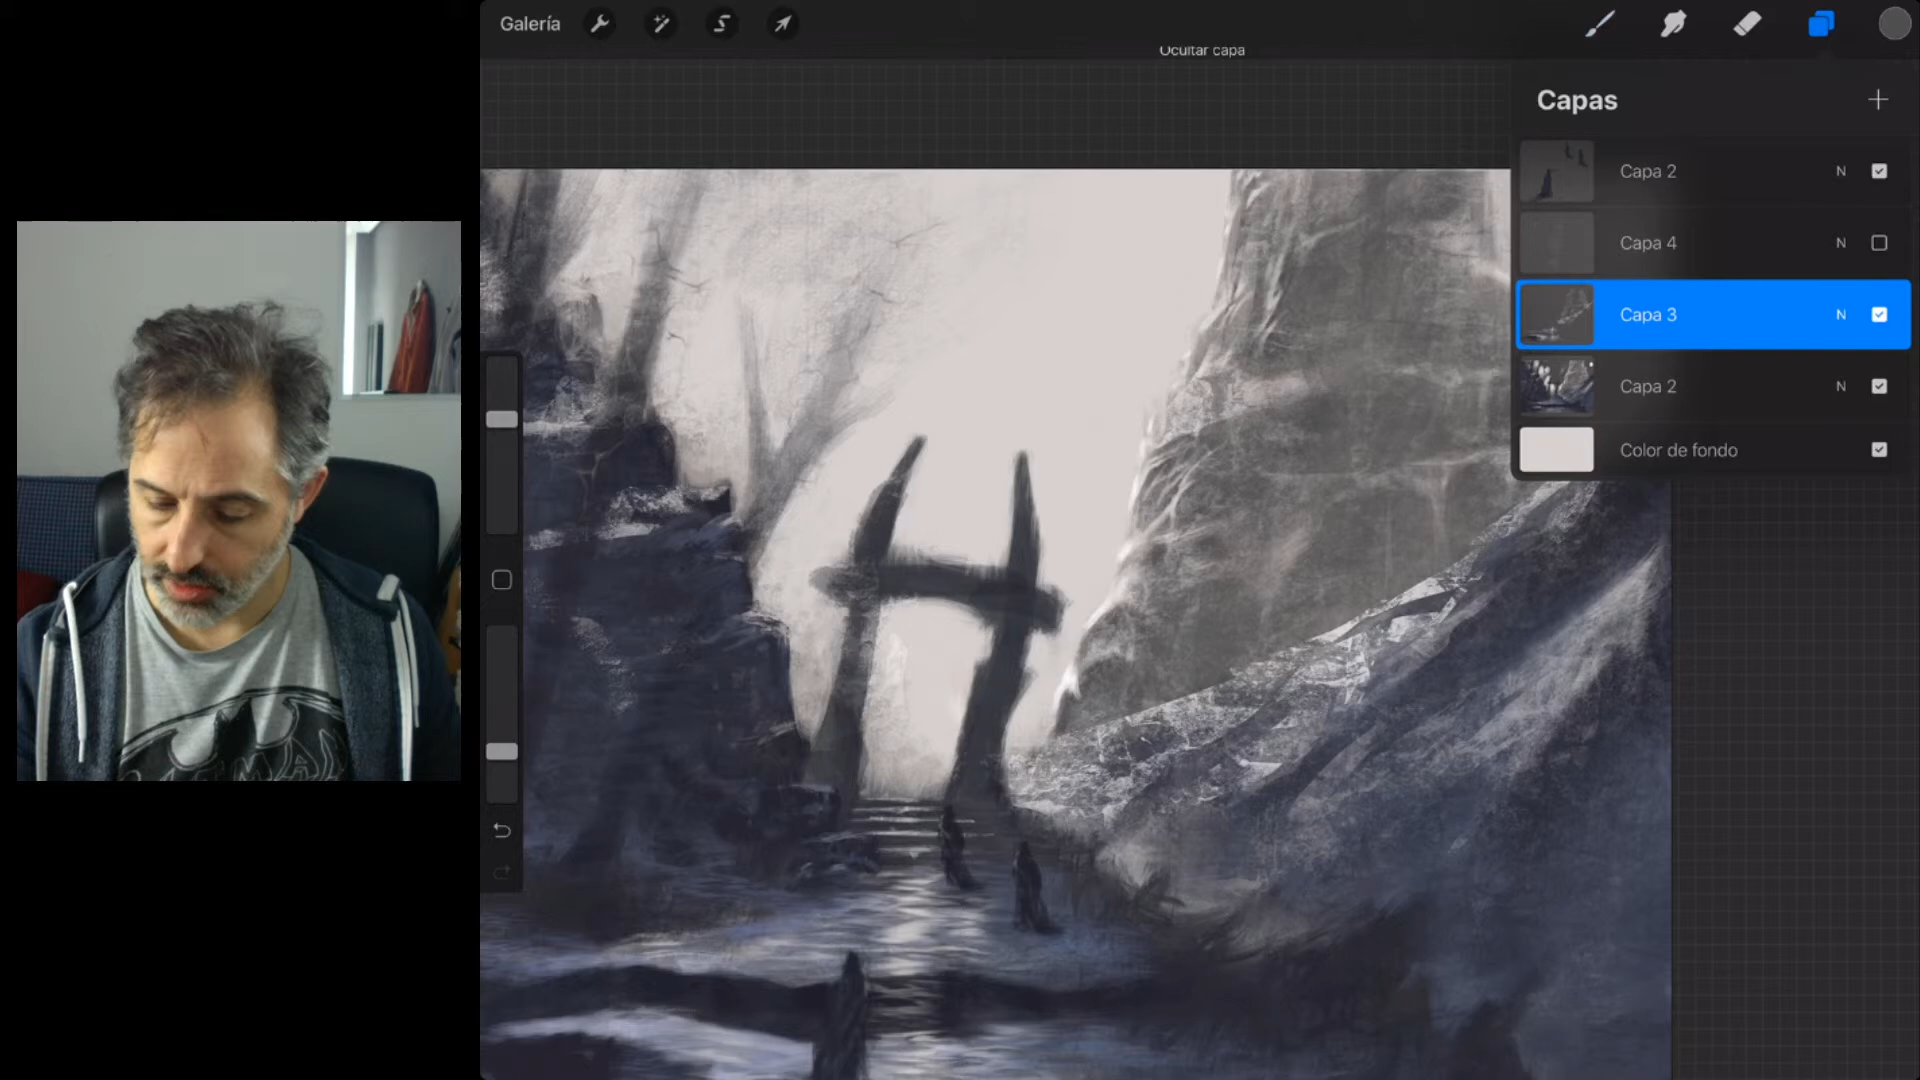 Galería
Ocultar capa
Capas
Capa 2 N
Capa 4 N
Capa 3 N
Capa 2 N
Color de fondo